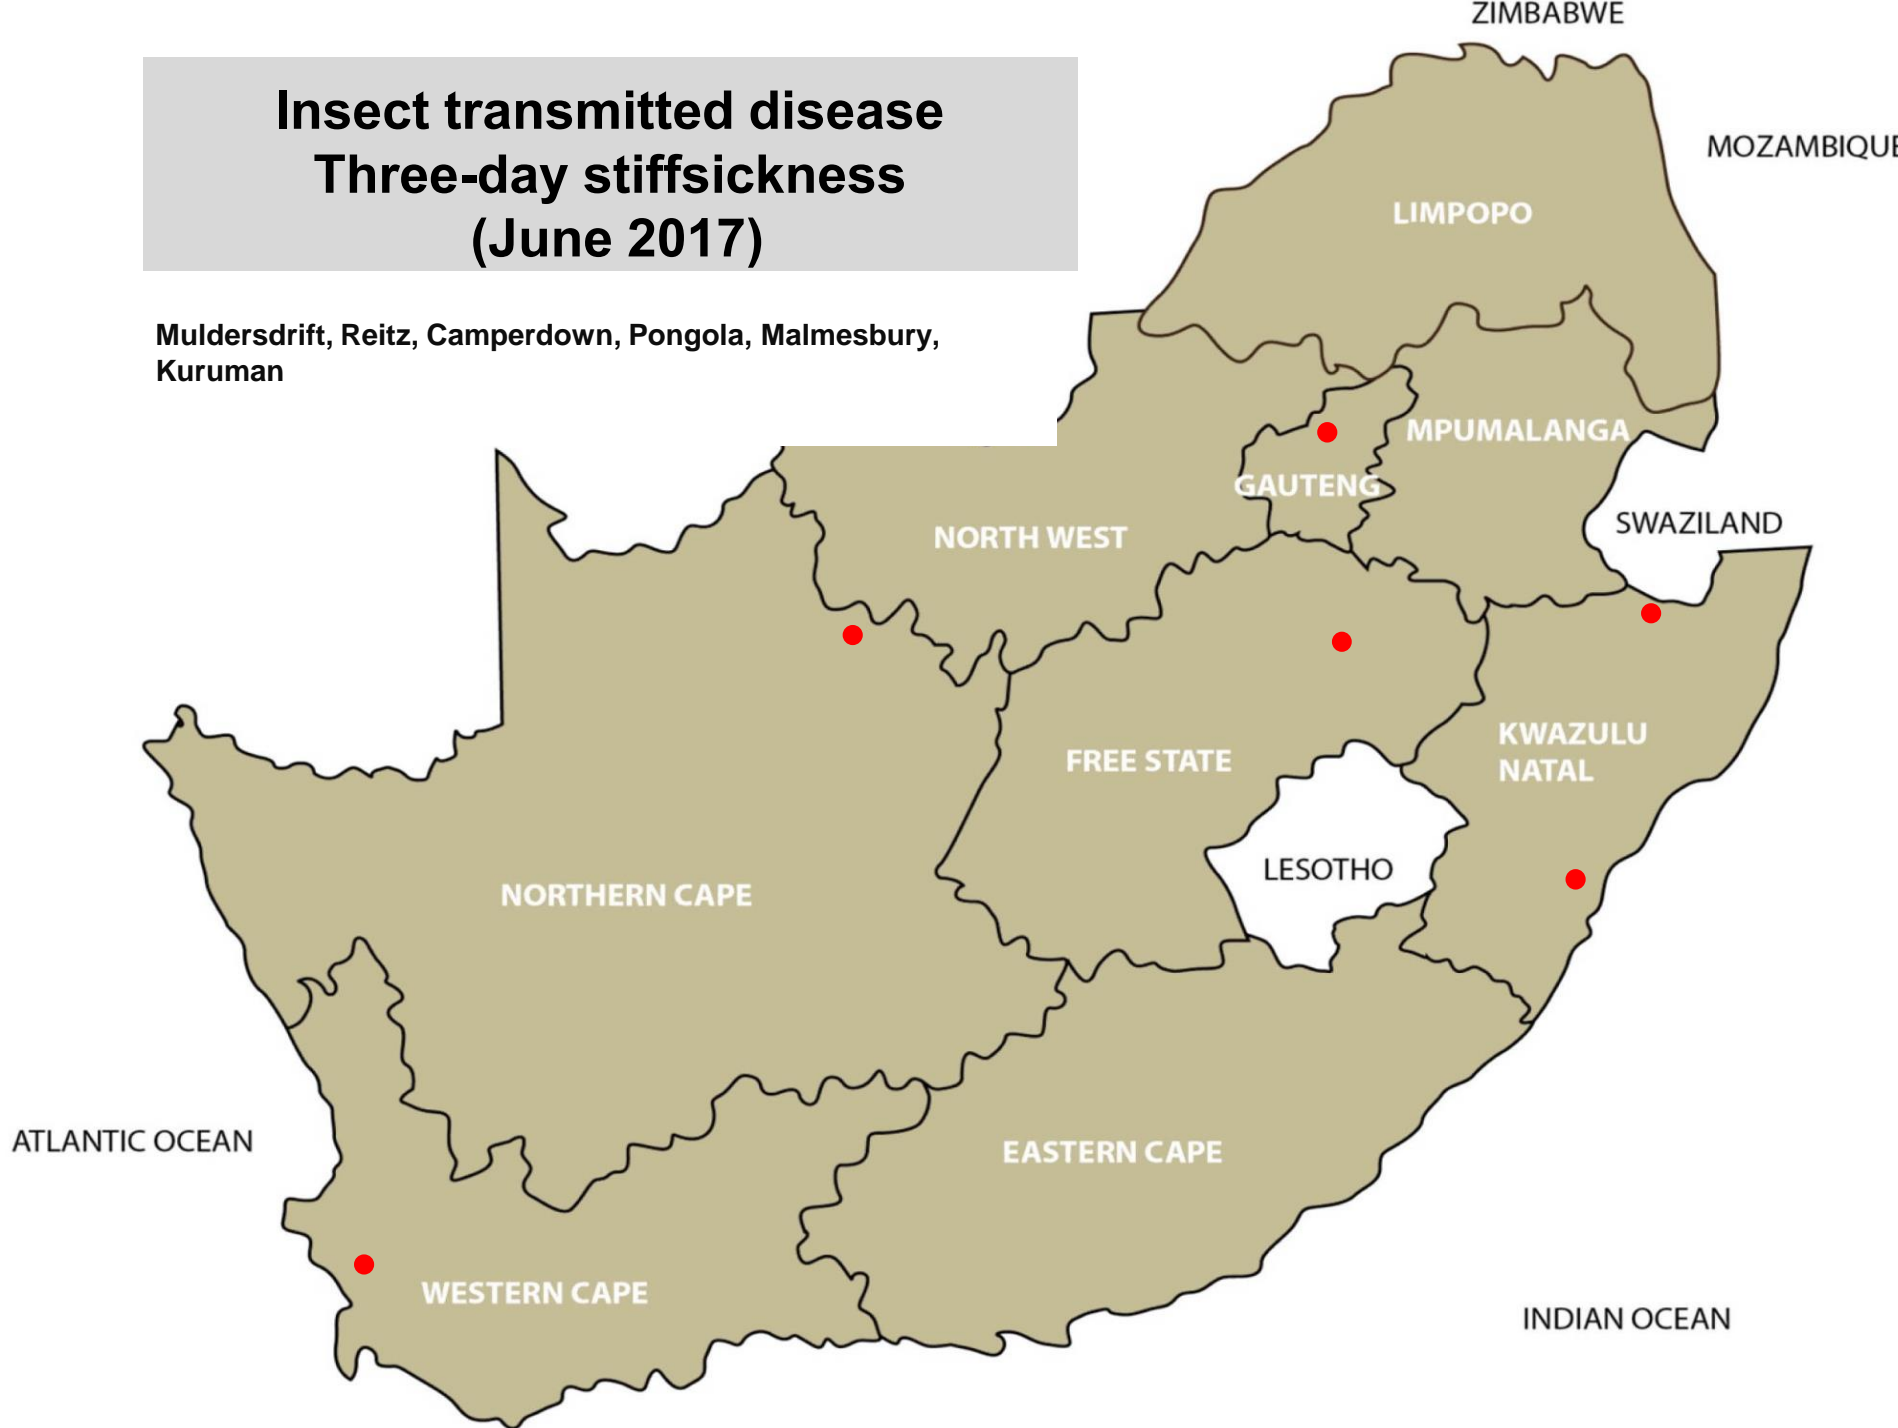 ZIMBABWE
Insect transmitted disease
Three-day stiffsickness
(June 2017)
MOZAMBIQUE
LIMPOPO
Muldersdrift, Reitz, Camperdown, Pongola, Malmesbury,
Kuruman
MPUMALANGA
GAUTENG
SWAZILAND
NORTH WEST
KWAZULU
NATAL
FREE STATE
LESOTHO
NORTHERN CAPE
ATLANTIC OCEAN
EASTERN CAPE
WESTERN CAPE
INDIAN OCEAN